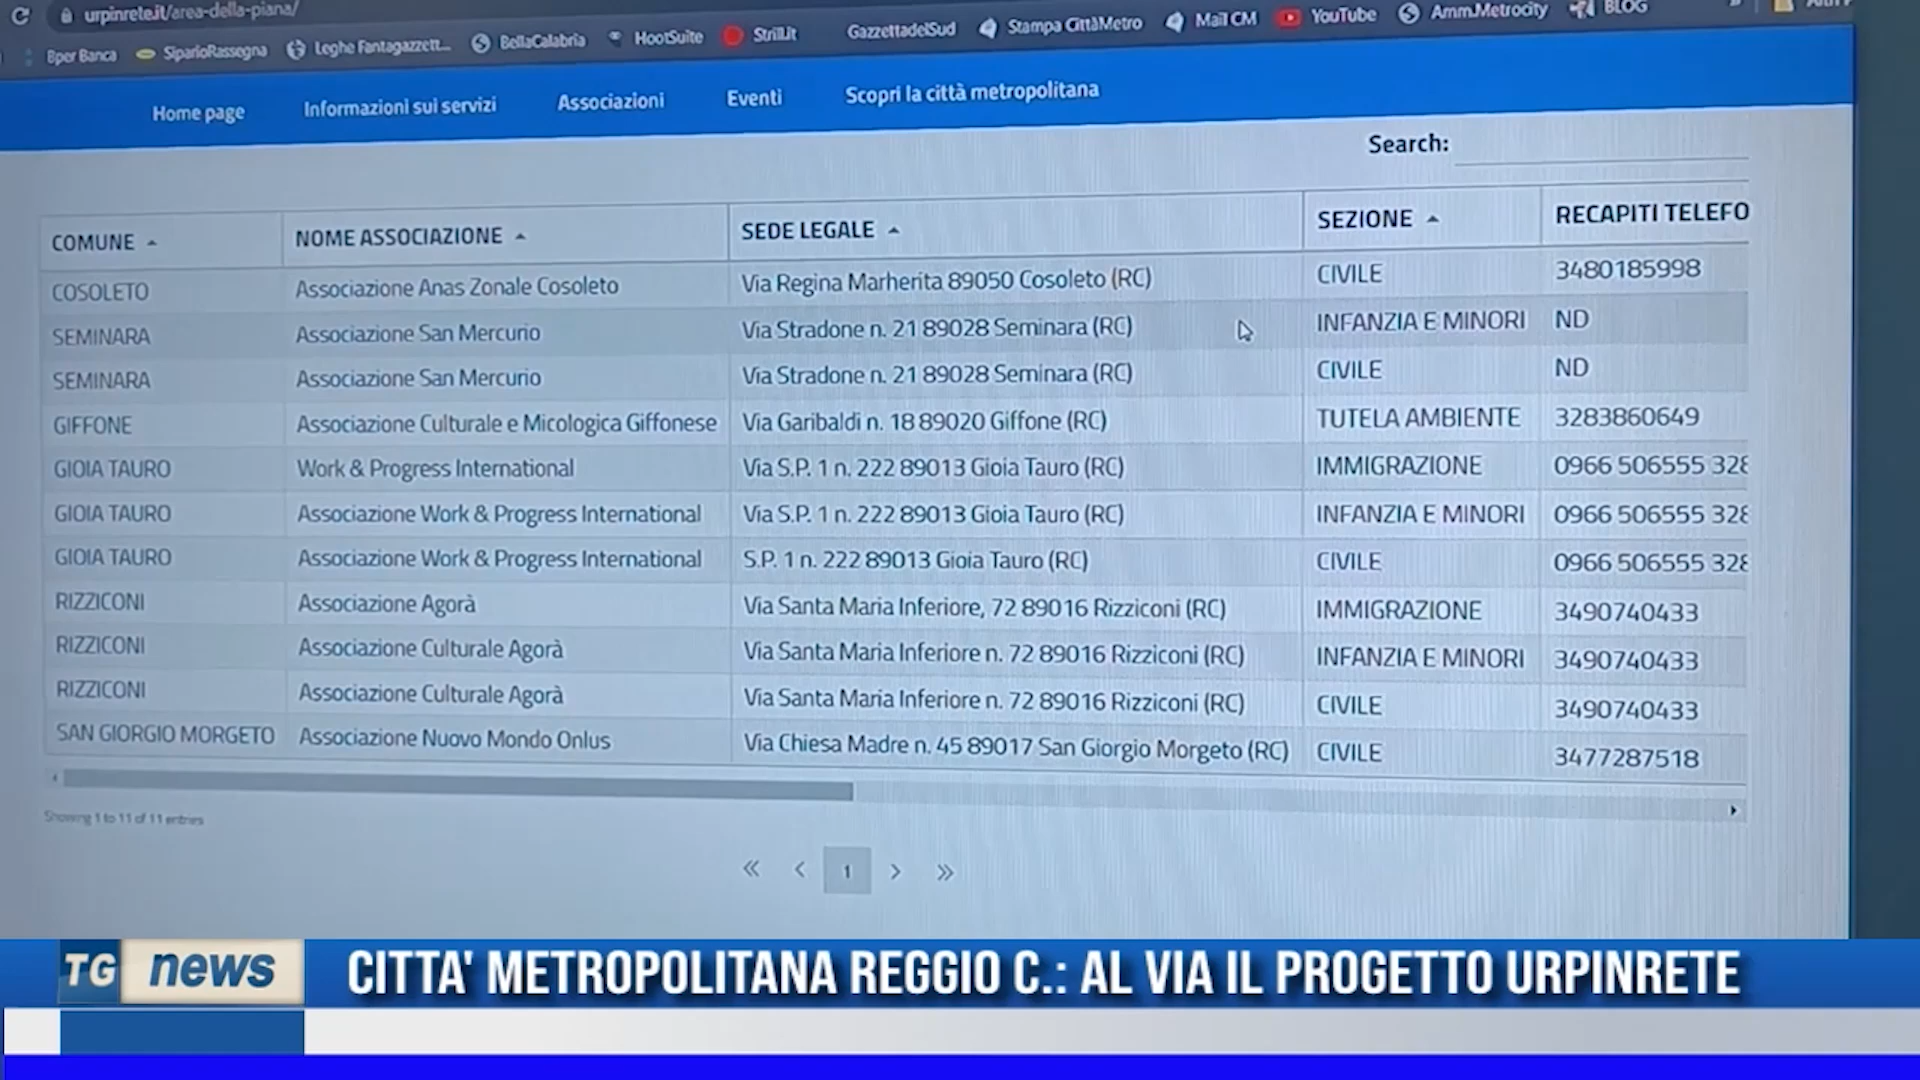 urpinrete.it/area-della-piana/
Bper Banca SiparioRassegna Leghe Fantagazzett... BellaCalabria HootSuite Strill.it GazzettadelSud Stampa CittàMetro Mail CM YouTube Amm.Metrocity BLOG
Home page Informazioni sui servizi Associazioni Eventi Scopri la città metropolitana
Search:
COMUNE NOME ASSOCIAZIONE SEDE LEGALE SEZIONE RECAPITI TELEFO
COSOLETO Associazione Anas Zonale Cosoleto Via Regina Marherita 89050 Cosoleto (RC) CIVILE 3480185998
SEMINARA Associazione San Mercurio Via Stradone n. 21 89028 Seminara (RC) INFANZIA E MINORI ND
SEMINARA Associazione San Mercurio Via Stradone n. 21 89028 Seminara (RC) CIVILE ND
GIFFONE Associazione Culturale e Micologica Giffonese Via Garibaldi n. 18 89020 Giffone (RC) TUTELA AMBIENTE 3283860649
GIOIA TAURO Work & Progress International Via S.P. 1 n. 222 89013 Gioia Tauro (RC) IMMIGRAZIONE 0966 506555 328
GIOIA TAURO Associazione Work & Progress International Via S.P. 1 n. 222 89013 Gioia Tauro (RC) INFANZIA E MINORI 0966 506555 328
GIOIA TAURO Associazione Work & Progress International S.P. 1 n. 222 89013 Gioia Tauro (RC) CIVILE 0966 506555 328
RIZZICONI Associazione Agorà Via Santa Maria Inferiore, 72 89016 Rizziconi (RC) IMMIGRAZIONE 3490740433
RIZZICONI Associazione Culturale Agorà Via Santa Maria Inferiore n. 72 89016 Rizziconi (RC) INFANZIA E MINORI 3490740433
RIZZICONI Associazione Culturale Agorà Via Santa Maria Inferiore n. 72 89016 Rizziconi (RC) CIVILE 3490740433
SAN GIORGIO MORGETO Associazione Nuovo Mondo Onlus Via Chiesa Madre n. 45 89017 San Giorgio Morgeto (RC) CIVILE 3477287518
Showing 1 to 11 of 11 entries
« ‹ 1 › »
TG news CITTA' METROPOLITANA REGGIO C.: AL VIA IL PROGETTO URPINRETE